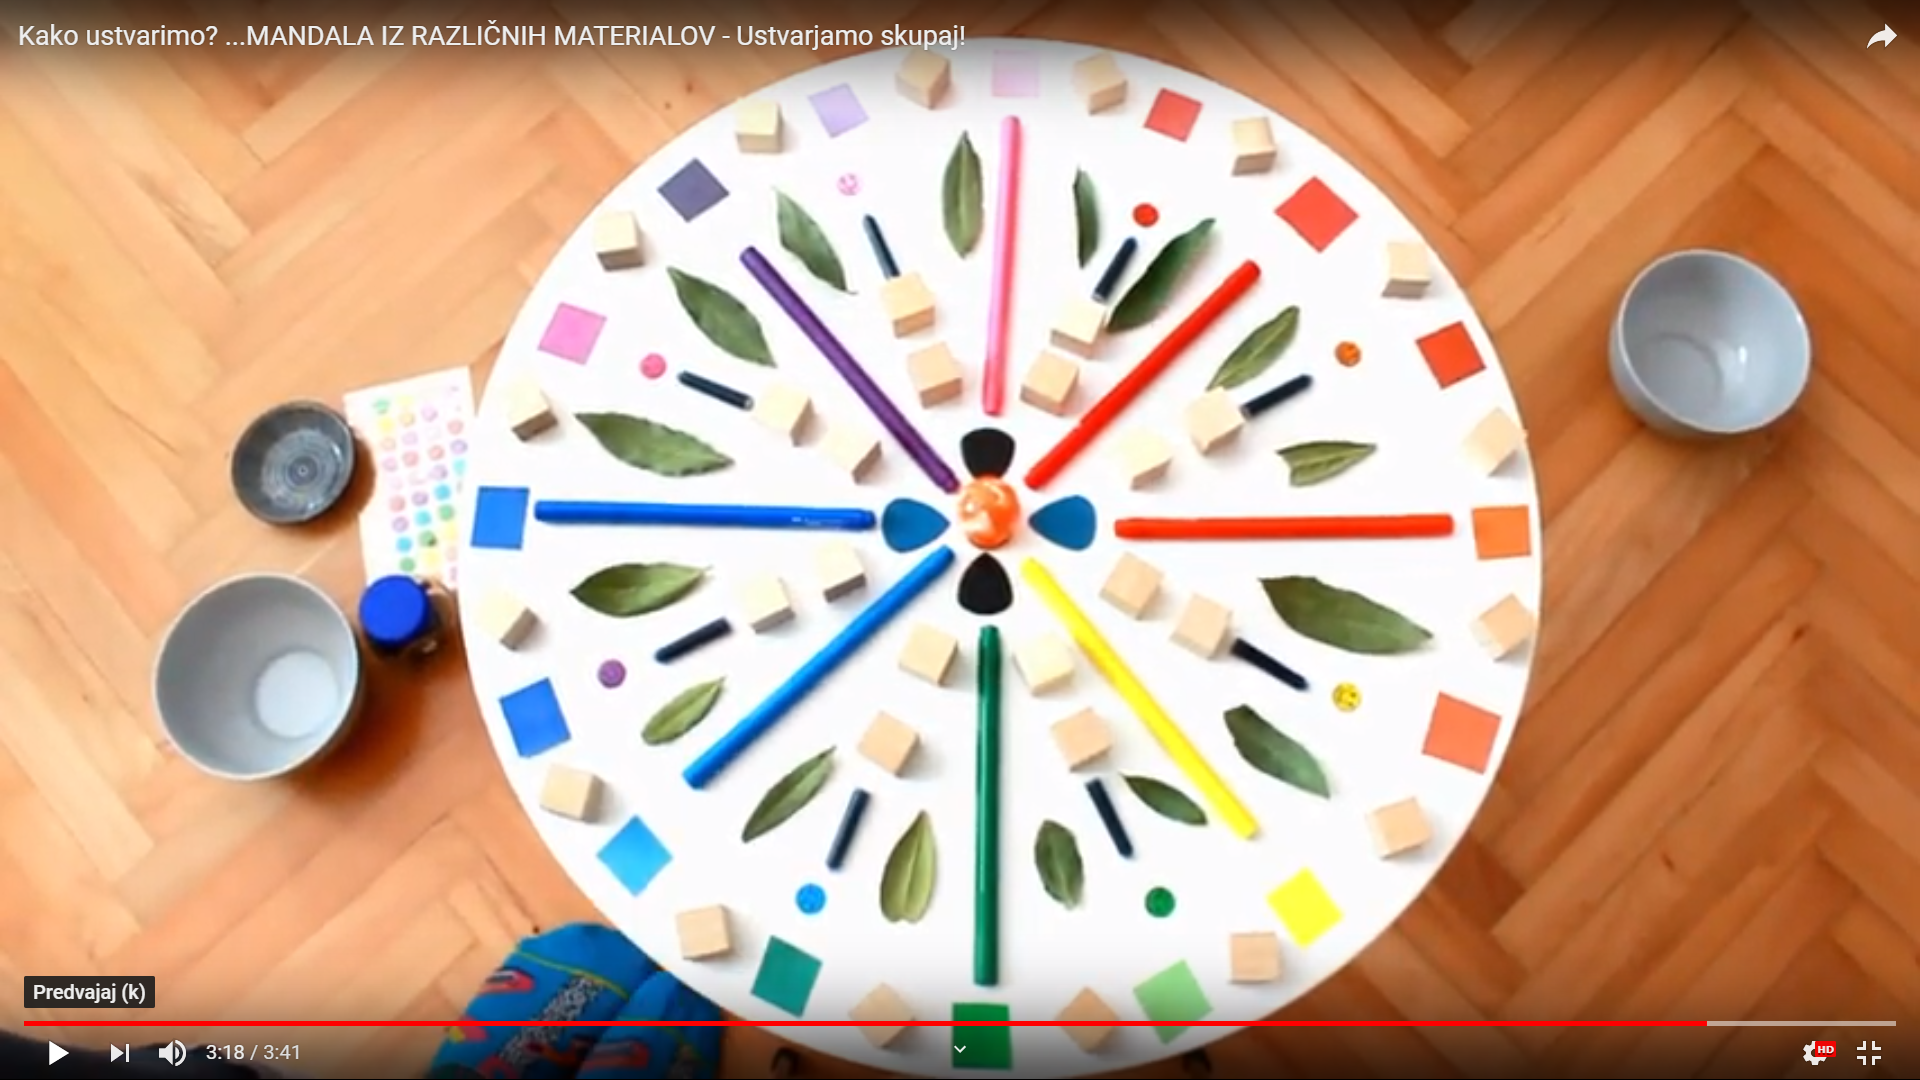 Kako ustvarimo? ...MANDALA IZ RAZLIČNIH MATERIALOV - Ustvarjamo skupaj!
Predvajaj (k)
3:18 / 3:41
HD